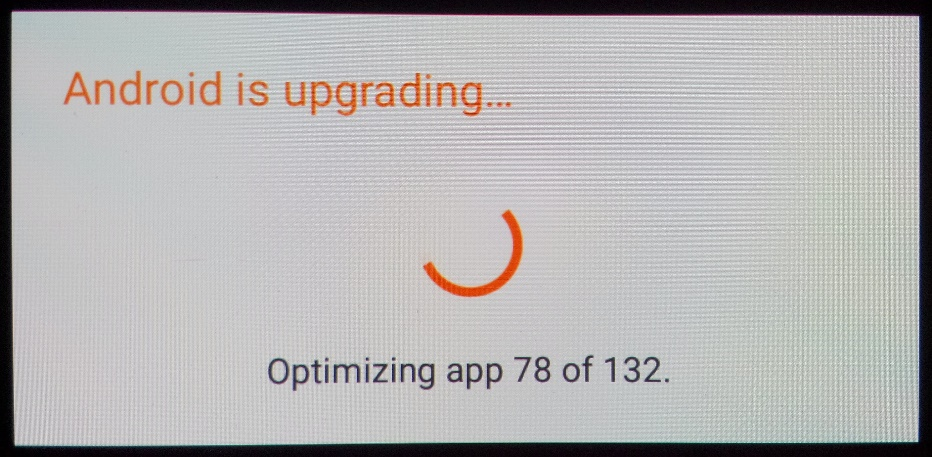 Android is upgrading...
Optimizing app 78 of 132.